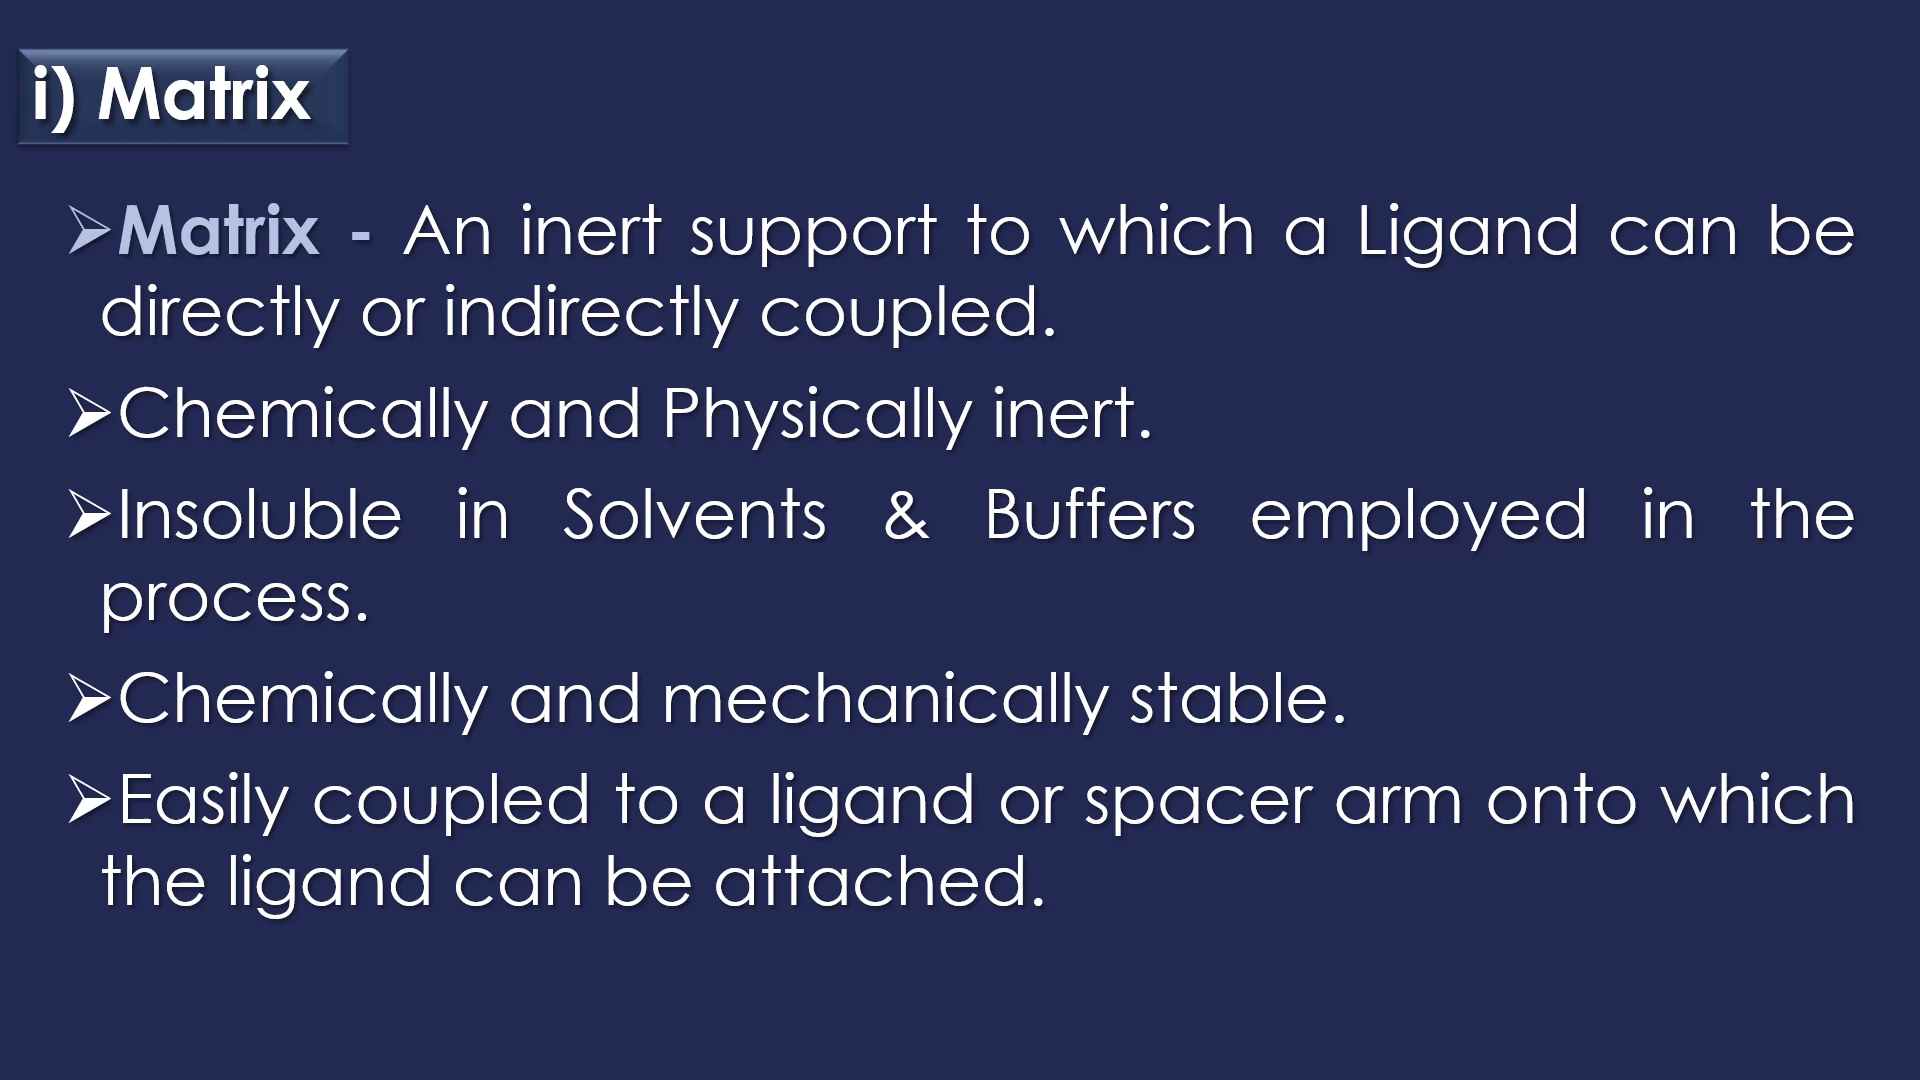 i) Matrix
➢Matrix - An inert support to which a Ligand can be
directly or indirectly coupled.
➢Chemically and Physically inert.
➢Insoluble in Solvents & Buffers employed in the
process.
➢Chemically and mechanically stable.
➢Easily coupled to a ligand or spacer arm onto which
the ligand can be attached.